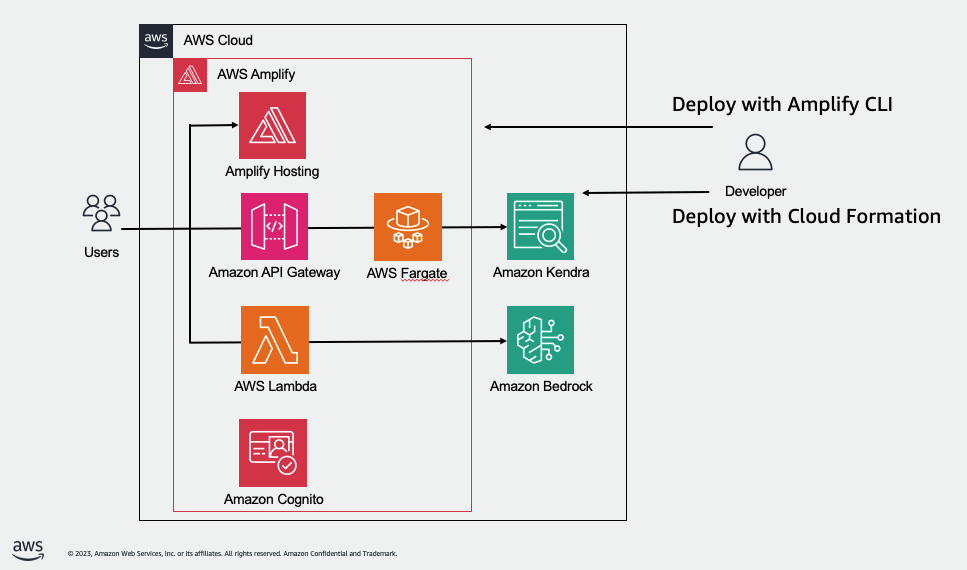 aws
AWS Cloud
AWS Amplify
Deploy with Amplify CLI
Amplify Hosting
Developer
Deploy with Cloud Formation
Users
</>
Amazon API Gateway
AWS Fargate
Amazon Kendra
AWS Lambda
Amazon Bedrock
Amazon Cognito
aws
© 2023, Amazon Web Services, Inc. or its affiliates. All rights reserved. Amazon Confidential and Trademark.